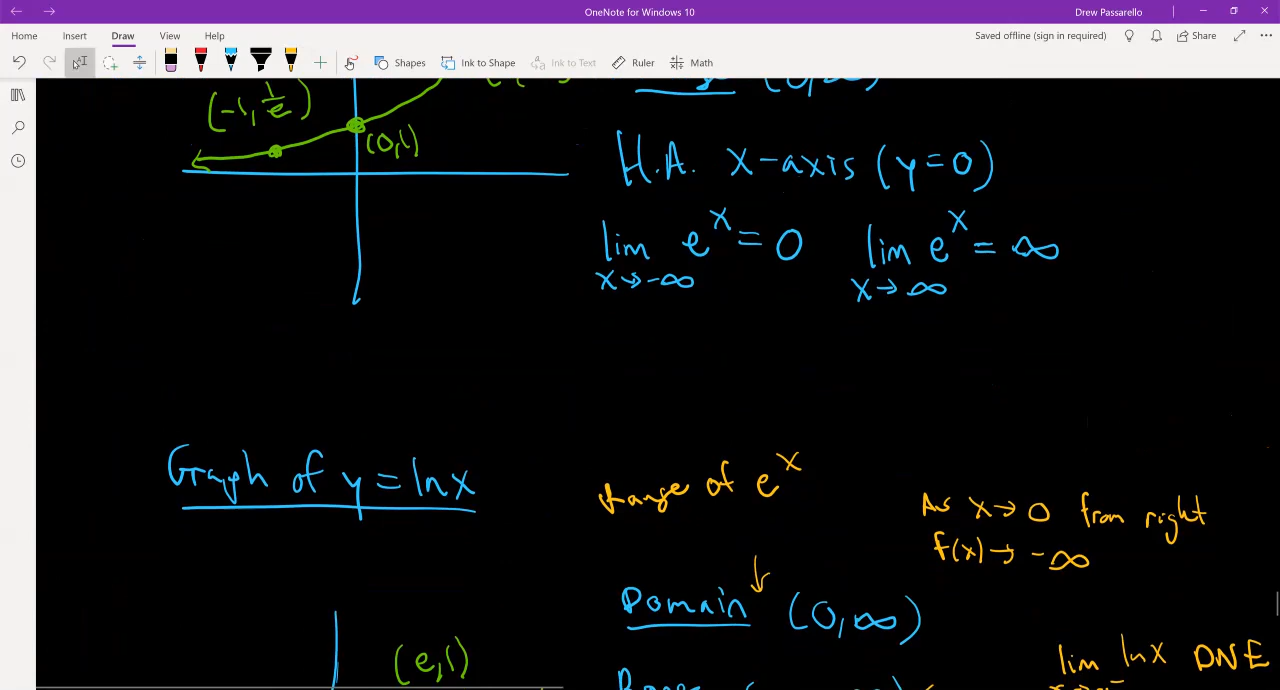 OneNote for Windows 10
Drew Passarello
Home Insert Draw View Help
Saved offline (sign in required)
Share
Shapes Ink to Shape Ink to Text Ruler Math
(-1, 1/e)
(0,1)
(0,∞)
H.A. x-axis (y=0)
lim e^x = 0 lim e^x = ∞
x→-∞ x→∞
Graph of y = ln x
Range of e^x
As x→0 from right
f(x)→ -∞
Domain ↓ (0,∞)
(e,1)
lim ln x DNE